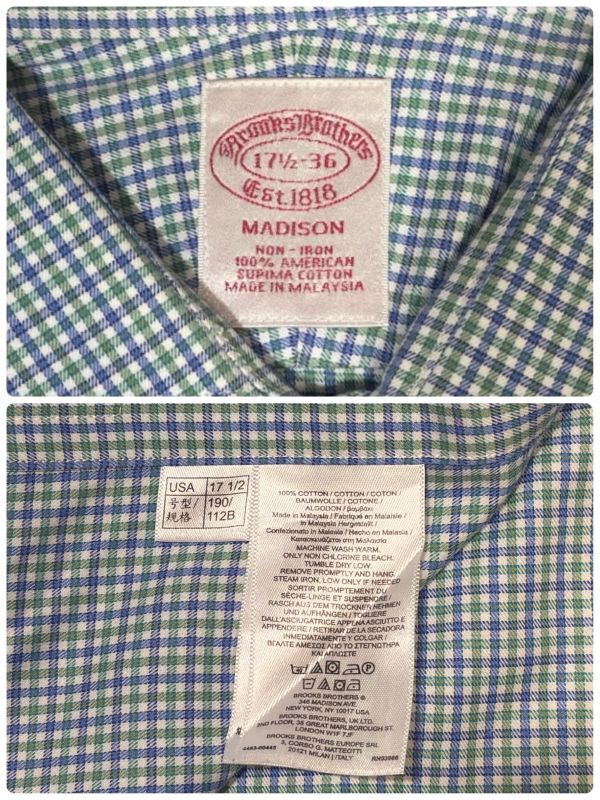 Brooks Brothers
17½-36
Est. 1818
MADISON
NON - IRON
100% AMERICAN
SUPIMA COTTON
MADE IN MALAYSIA
USA 17 1/2
号型/ 190/
規格 112B
100% COTTON / COTTON / COTON /
BAUMWOLLE / COTONE /
ALGODON / βαμβάκι
Made in Malaysia / Fabriqué en Malaisie /
In Malaysia Hergestellt /
Confezionato in Malaysia / Hecho en Malasia /
Κατασκευάζεται στη Μαλαισία
MACHINE WASH WARM,
ONLY NON CHLORINE BLEACH,
TUMBLE DRY LOW,
REMOVE PROMPTLY AND HANG,
STEAM IRON, LOW ONLY IF NEEDED
SORTIR PROMPTEMENT DU
SÈCHE-LINGE ET SUSPENDRE /
RASCH AUS DEM TROCKNER NEHMEN
UND AUFHÄNGEN / TOGLIERE
DALL'ASCIUGATRICE APPENA ASCIUTTO E
APPENDERE / RETIRAR DE LA SECADORA
INMEDIATAMENTE Y COLGAR /
ΒΓΑΛΤΕ ΑΜΕΣΩΣ ΑΠΟ ΤΟ ΣΤΕΓΝΩΤΗΡΑ
BROOKS BROTHERS ®
346 MADISON AVE.
NEW YORK, NY 10017 USA
BROOKS BROTHERS, UK LTD.
2ND FLOOR, 35 GREAT MARLBOROUGH ST.
LONDON W1F 7JF
BROOKS BROTHERS EUROPE SRL
3, CORSO G. MATTEOTTI
20121 MILAN | ITALY